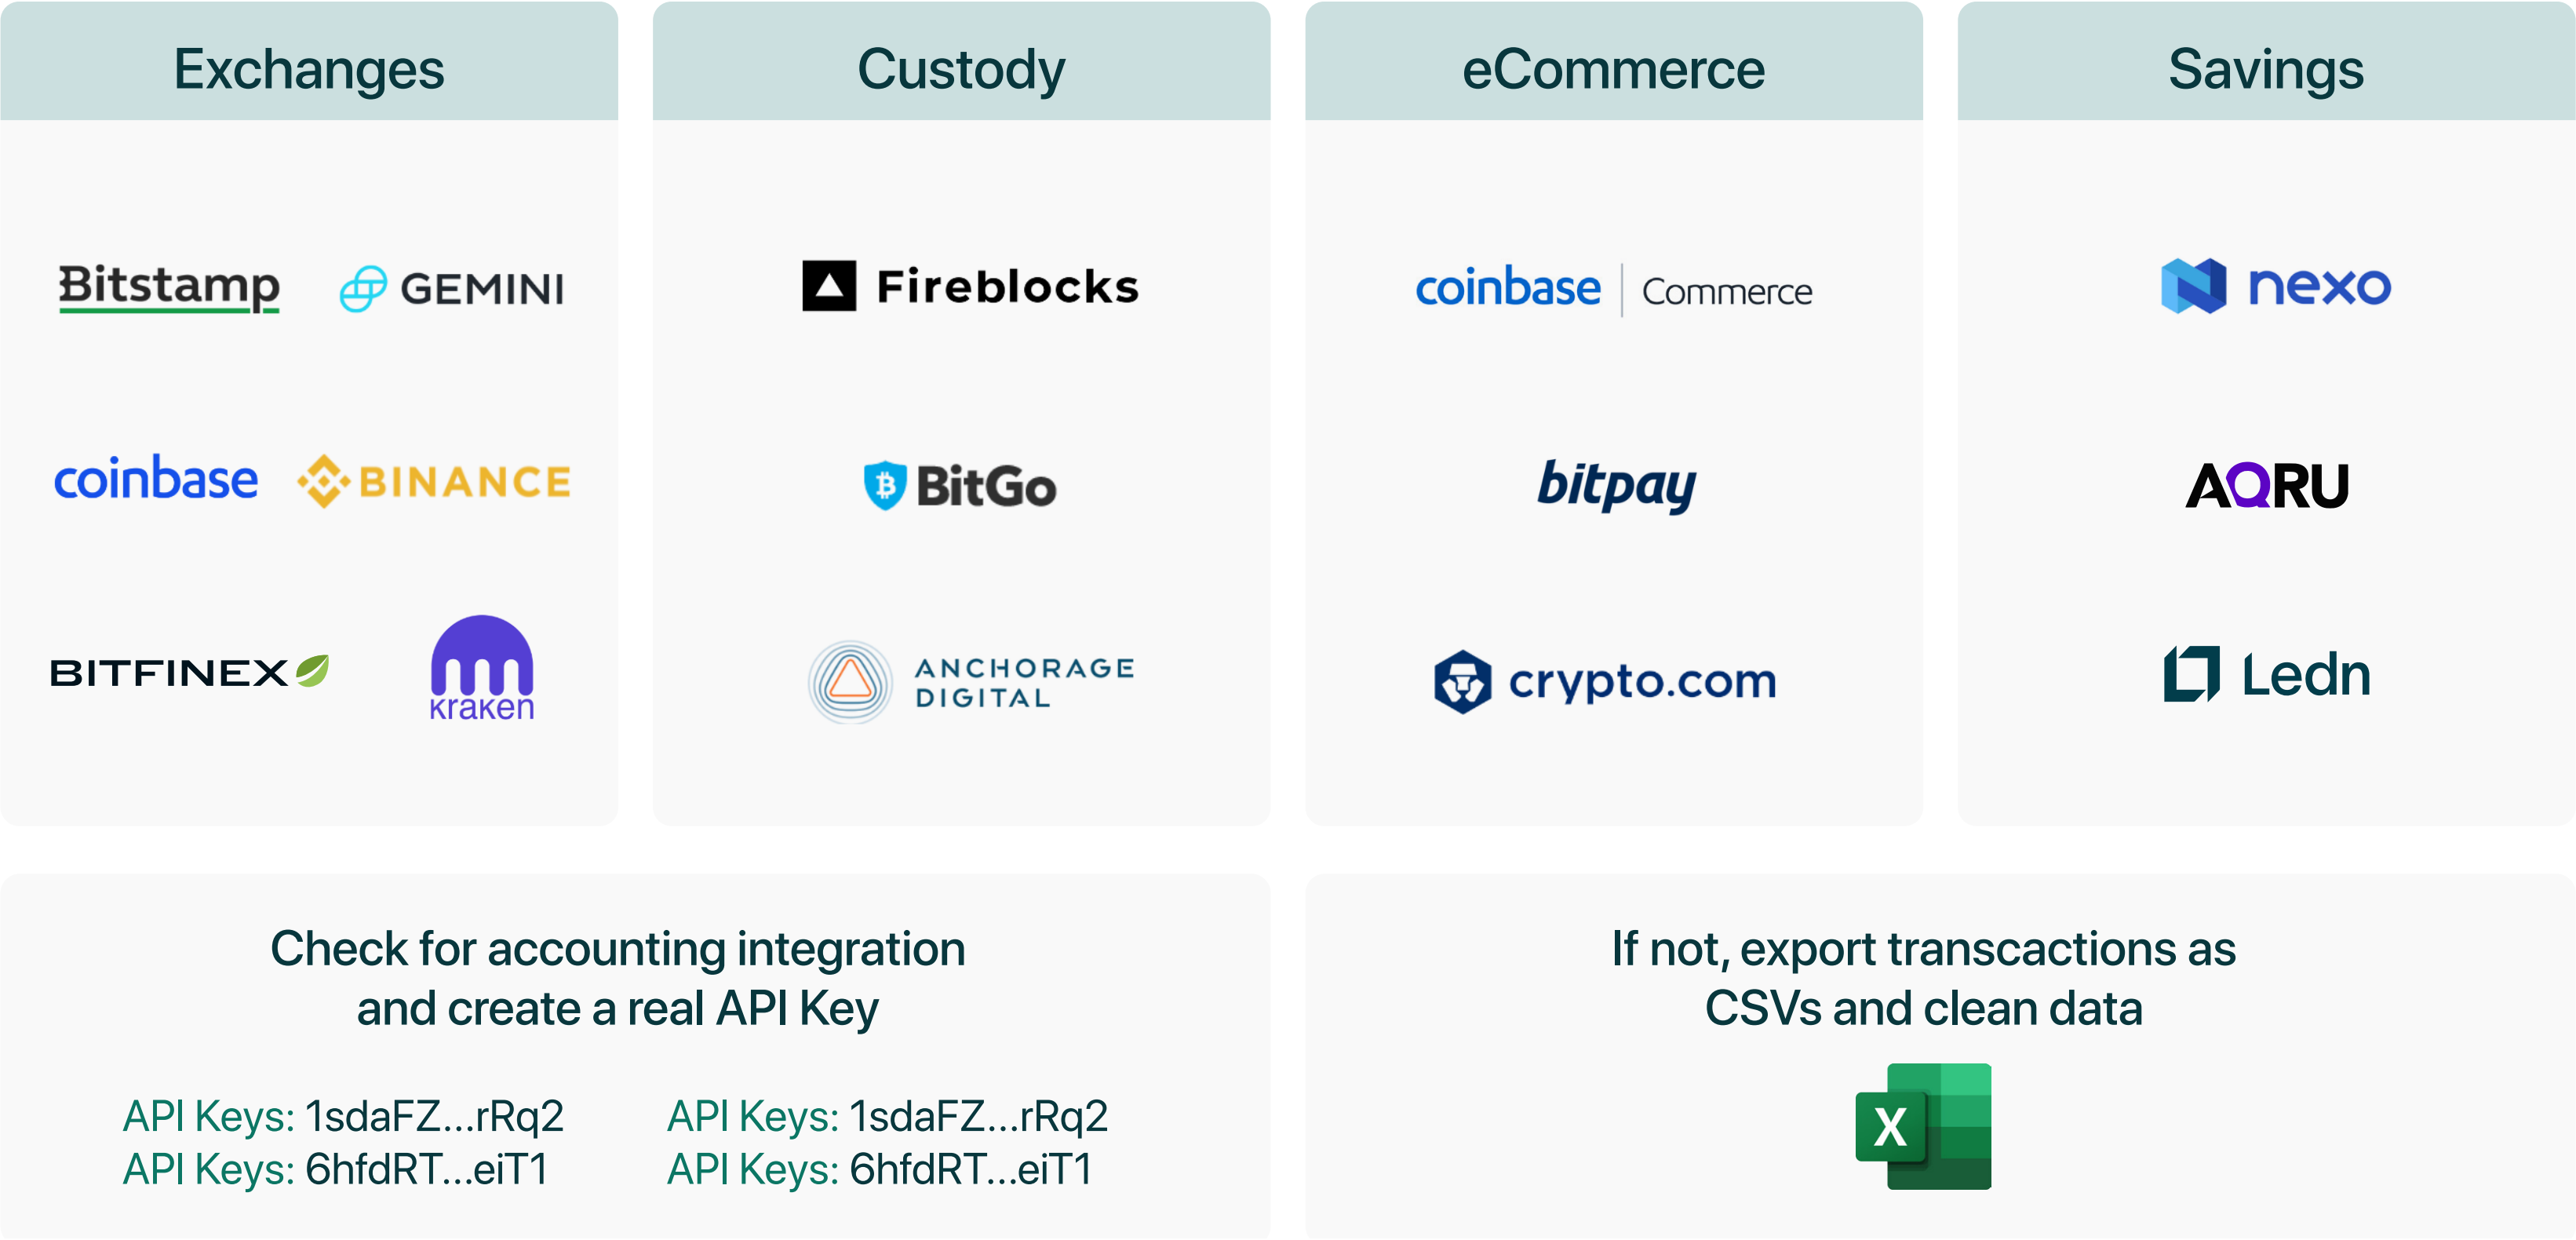 Exchanges
Bitstamp
GEMINI
coinbase
BINANCE
BITFINEX
kraken
Custody
Fireblocks
BitGo
ANCHORAGE
DIGITAL
eCommerce
coinbase | Commerce
bitpay
crypto.com
Savings
nexo
AQRU
Ledn
Check for accounting integration
and create a real API Key
API Keys: 1sdaFZ...rRq2
API Keys: 6hfdRT...eiT1
API Keys: 1sdaFZ...rRq2
API Keys: 6hfdRT...eiT1
If not, export transcactions as
CSVs and clean data
X